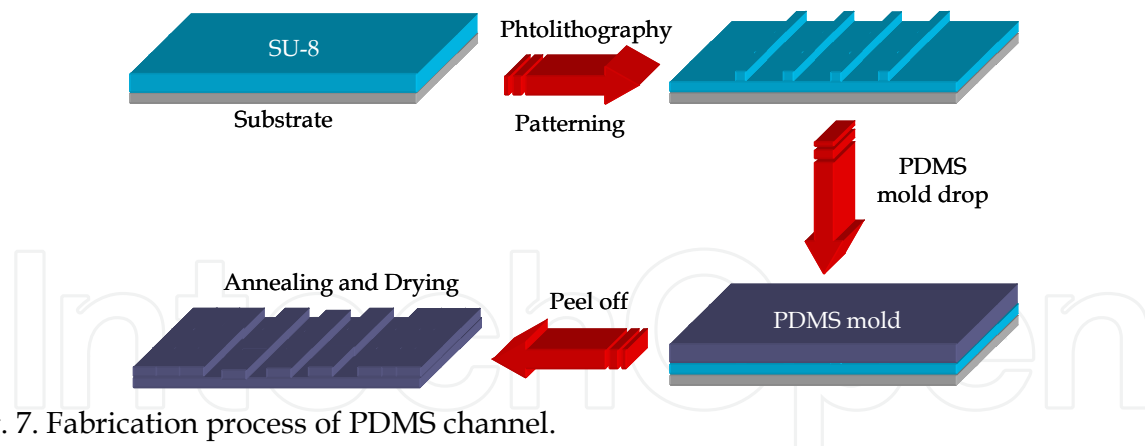 SU-8
Phtolithography
Substrate
Patterning
PDMS
mold drop
Annealing and Drying
Peel off
PDMS mold
IntechOpen
. 7. Fabrication process of PDMS channel.